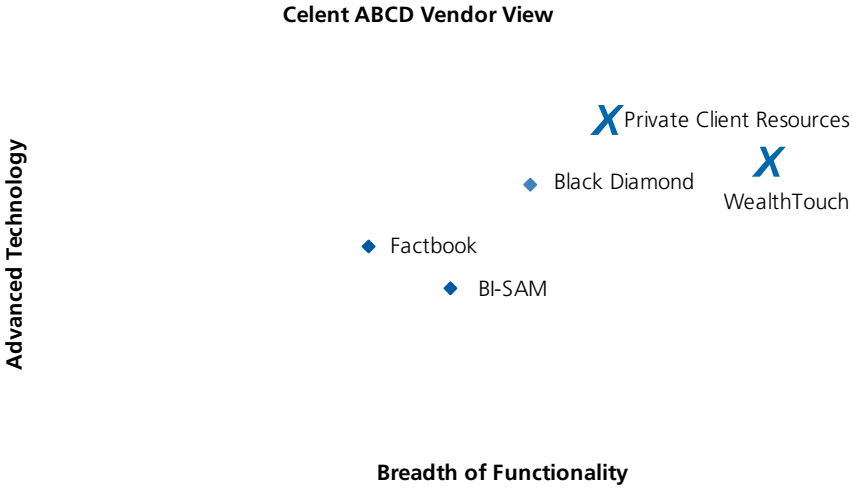 Celent ABCD Vendor View
X Private Client Resources
X
Black Diamond
WealthTouch
Advanced Technology
Factbook
BI-SAM
Breadth of Functionality